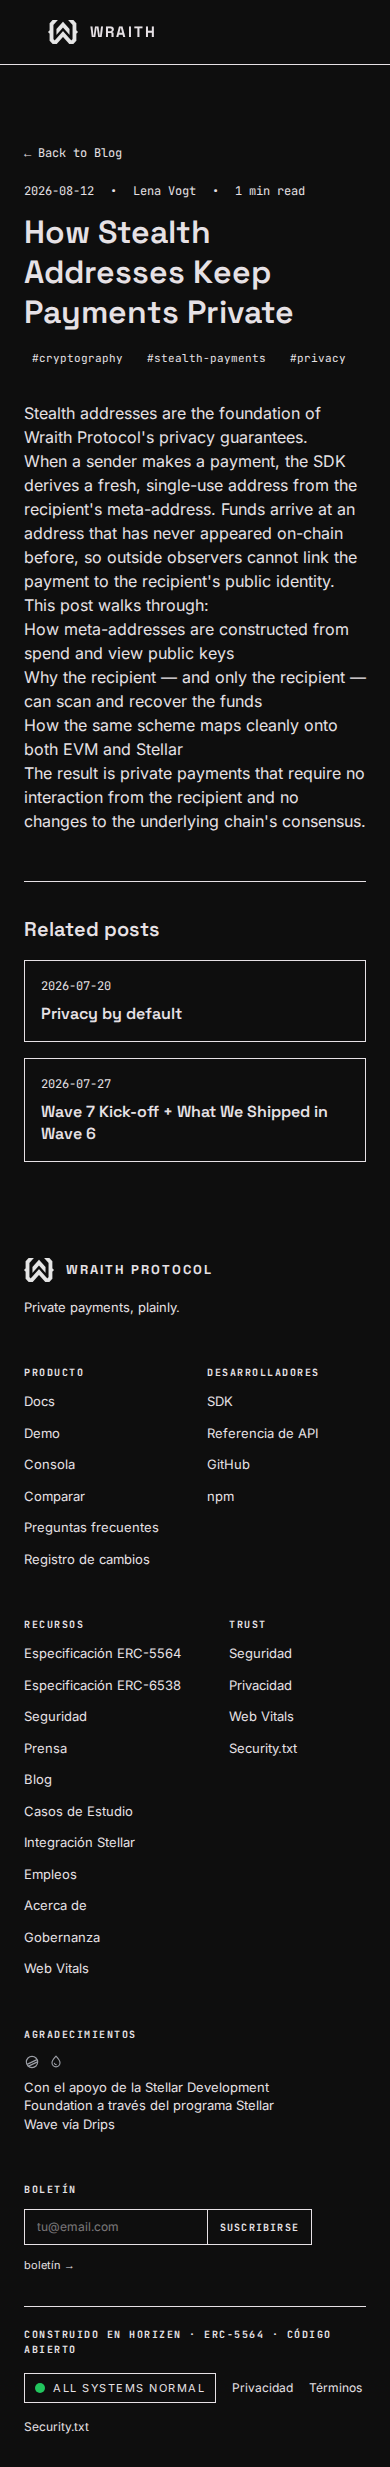 WRAITH
← Back to Blog
2026-08-12 • Lena Vogt • 1 min read
How Stealth
Addresses Keep
Payments Private
#cryptography #stealth-payments #privacy
Stealth addresses are the foundation of
Wraith Protocol's privacy guarantees.
When a sender makes a payment, the SDK
derives a fresh, single-use address from the
recipient's meta-address. Funds arrive at an
address that has never appeared on-chain
before, so outside observers cannot link the
payment to the recipient's public identity.
This post walks through:
How meta-addresses are constructed from
spend and view public keys
Why the recipient — and only the recipient —
can scan and recover the funds
How the same scheme maps cleanly onto
both EVM and Stellar
The result is private payments that require no
interaction from the recipient and no
changes to the underlying chain's consensus.
Related posts
2026-07-20
Privacy by default
2026-07-27
Wave 7 Kick-off + What We Shipped in
Wave 6
WRAITH PROTOCOL
Private payments, plainly.
PRODUCTO
Docs
Demo
Consola
Comparar
Preguntas frecuentes
Registro de cambios
DESARROLLADORES
SDK
Referencia de API
GitHub
npm
RECURSOS
Especificación ERC-5564
Especificación ERC-6538
Seguridad
Prensa
Blog
Casos de Estudio
Integración Stellar
Empleos
Acerca de
Gobernanza
Web Vitals
TRUST
Seguridad
Privacidad
Web Vitals
Security.txt
AGRADECIMIENTOS
Con el apoyo de la Stellar Development
Foundation a través del programa Stellar
Wave vía Drips
BOLETÍN
tu@email.com SUSCRIBIRSE
boletín →
CONSTRUIDO EN HORIZEN · ERC-5564 · CÓDIGO
ABIERTO
ALL SYSTEMS NORMAL Privacidad Términos
Security.txt